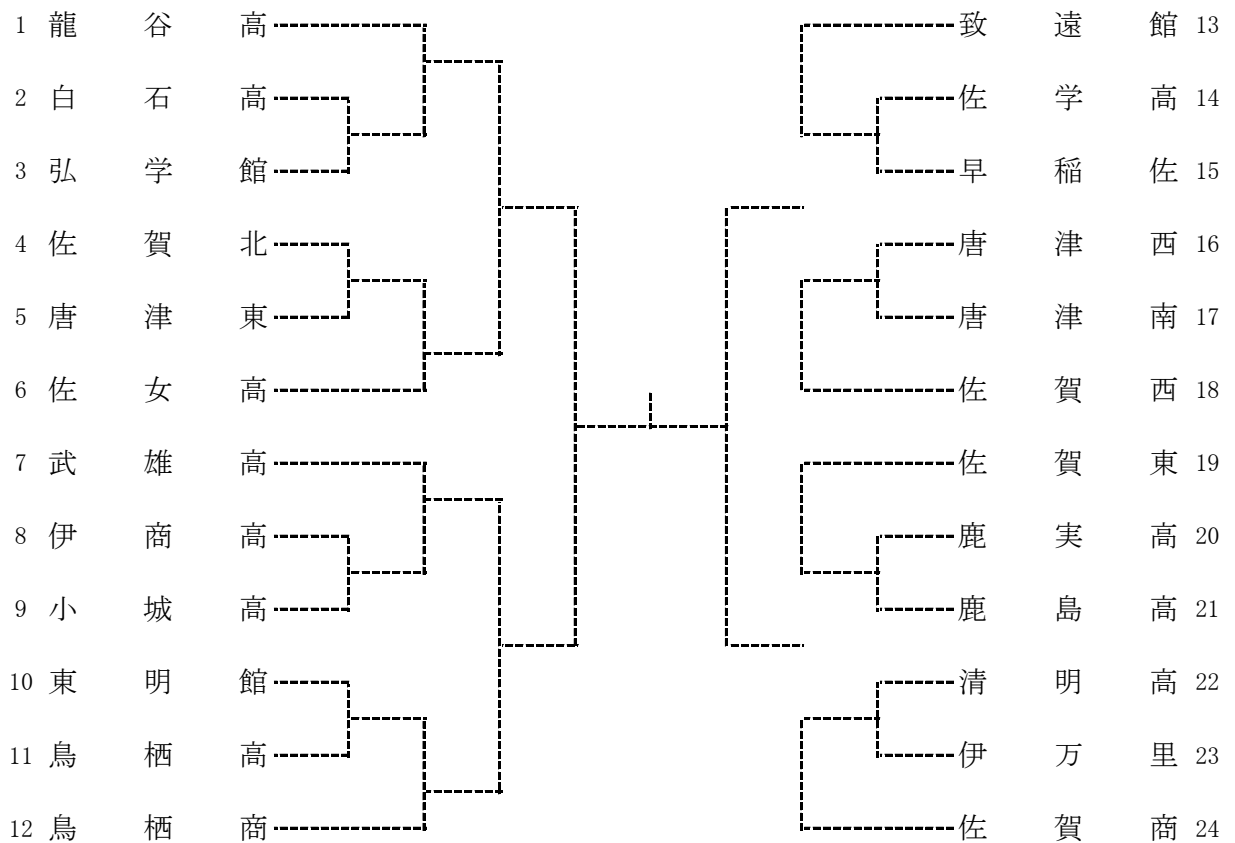 1 龍谷高
2 白石高
3 弘学館
4 佐賀北
5 唐津東
6 佐女高
7 武雄高
8 伊商高
9 小城高
10 東明館
11 鳥栖高
12 鳥栖商
致遠館 13
佐学高 14
早稲佐 15
唐津西 16
唐津南 17
佐賀西 18
佐賀東 19
鹿実高 20
鹿島高 21
清明高 22
伊万里 23
佐賀商 24